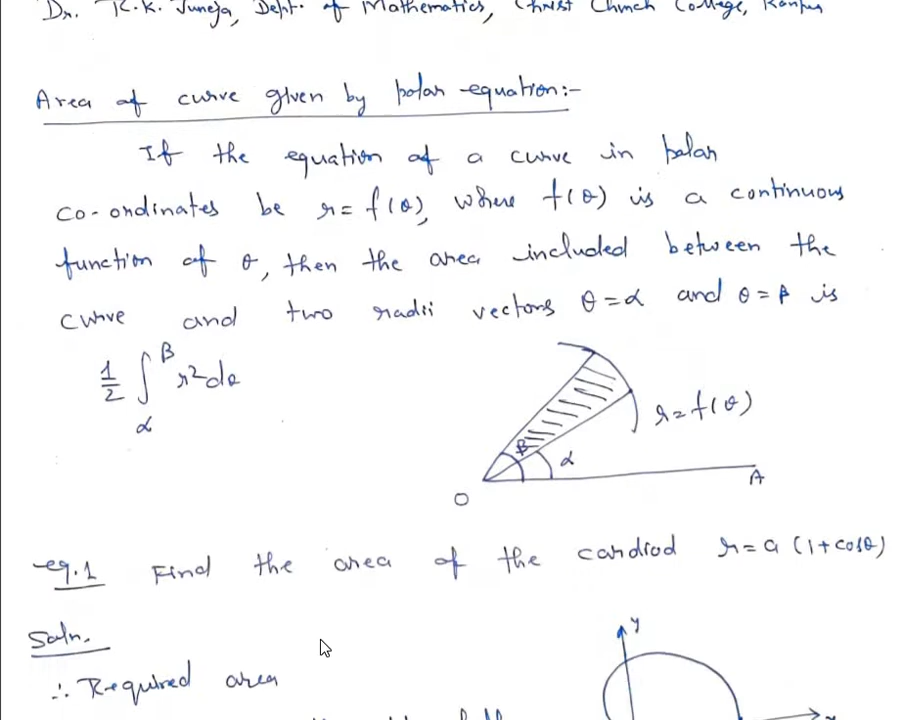 Dr. K.K. Juneja, Deptt. of Mathematics, Christ Church College, Kanpur
Area of curve given by polar equation:-
If the equation of a curve in polar
co-ordinates be r = f(θ), where f(θ) is a continuous
function of θ, then the area included between the
curve and two radii vectors θ=α and θ=β is
1/2 ∫_α^β r²dθ
r=f(θ)
β
α
O
A
eg.1 Find the area of the cardiod r=a(1+cosθ)
Soln.
∴ Required area
y